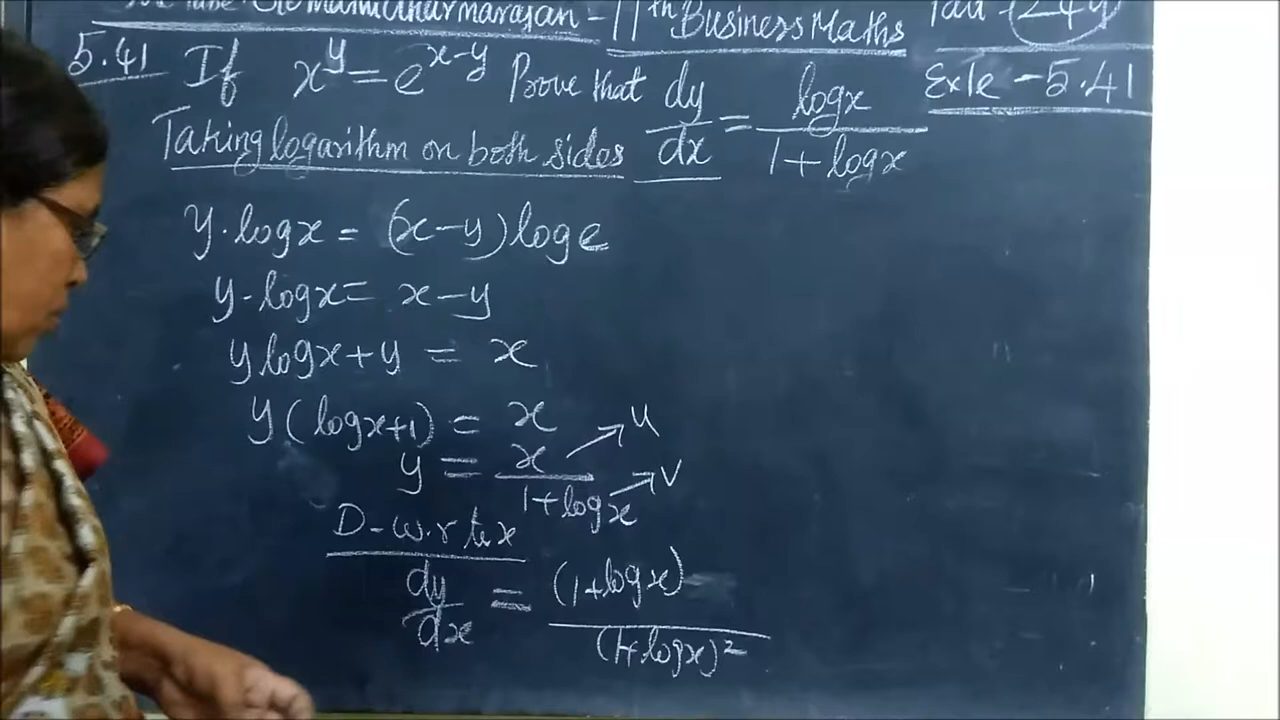 11th Business Maths
5.41 If x^y = e^(x-y) Prove that dy/dx = logx/(1+logx) Ex/e - 5.41
Taking logarithm on both sides
y·logx = (x-y)loge
y-logx = x-y
ylogx+y = x
y(logx+1) = x
y = x/(1+logx) → u → v
D-w.r to x
dy/dx = (1+logx)/(1+logx)²